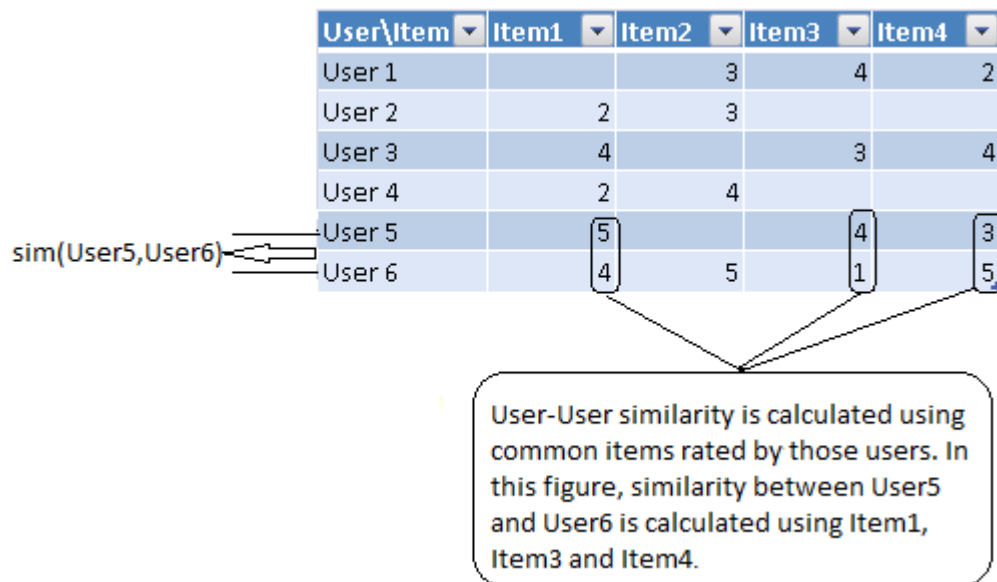 User\Item Item1 Item2 Item3 Item4
User 1 3 4 2
User 2 2 3
User 3 4 3 4
User 4 2 4
User 5 5 4 3
sim(User5,User6)
User 6 4 5 1 5
User-User similarity is calculated using
common items rated by those users. In
this figure, similarity between User5
and User6 is calculated using Item1,
Item3 and Item4.